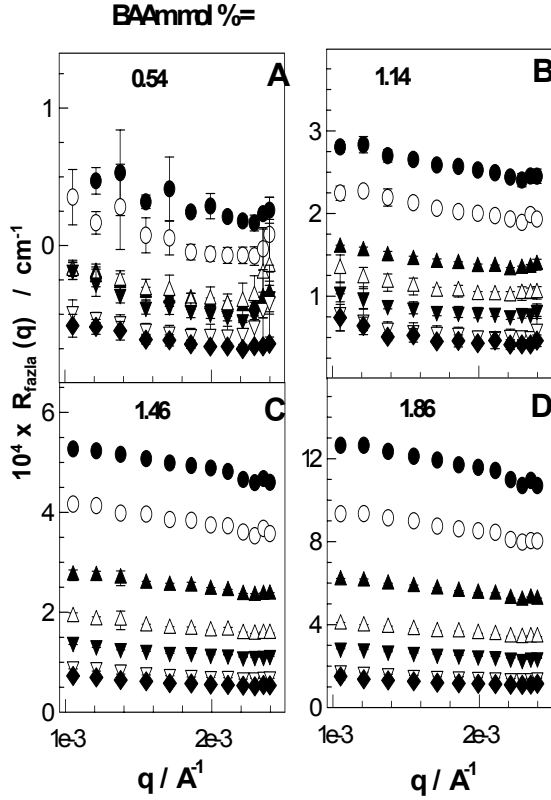 BAAmmol %=
A
0.54
B
1.14
1
0
3
2
1
10⁴ x R_fazla (q) / cm⁻¹
C
1.46
D
1.86
6
4
2
0
12
8
4
0
1e-3
2e-3
1e-3
2e-3
q / A⁻¹
q / A⁻¹